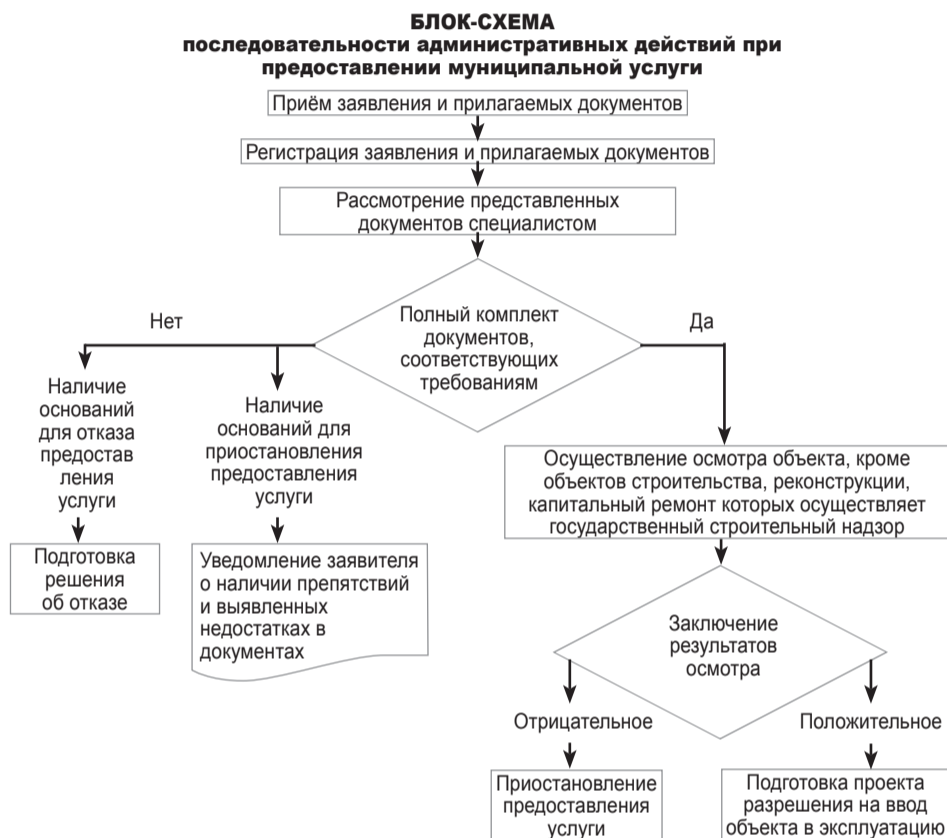 БЛОК-СХЕМА
последовательности административных действий при
предоставлении муниципальной услуги
Приём заявления и прилагаемых документов
Регистрация заявления и прилагаемых документов
Рассмотрение представленных
документов специалистом
Полный комплект
документов,
соответствующих
требованиям
Нет
Да
Наличие
оснований
для отказа
предостав
ления
услуги
Наличие
оснований для
приостановления
предоставления
услуги
Осуществление осмотра объекта, кроме
объектов строительства, реконструкции,
капитальный ремонт которых осуществляет
государственный строительный надзор
Подготовка
решения
об отказе
Уведомление заявителя
о наличии препятствий
и выявленных
недостатках в
документах
Заключение
результатов
осмотра
Отрицательное
Положительное
Приостановление
предоставления
услуги
Подготовка проекта
разрешения на ввод
объекта в эксплуатацию